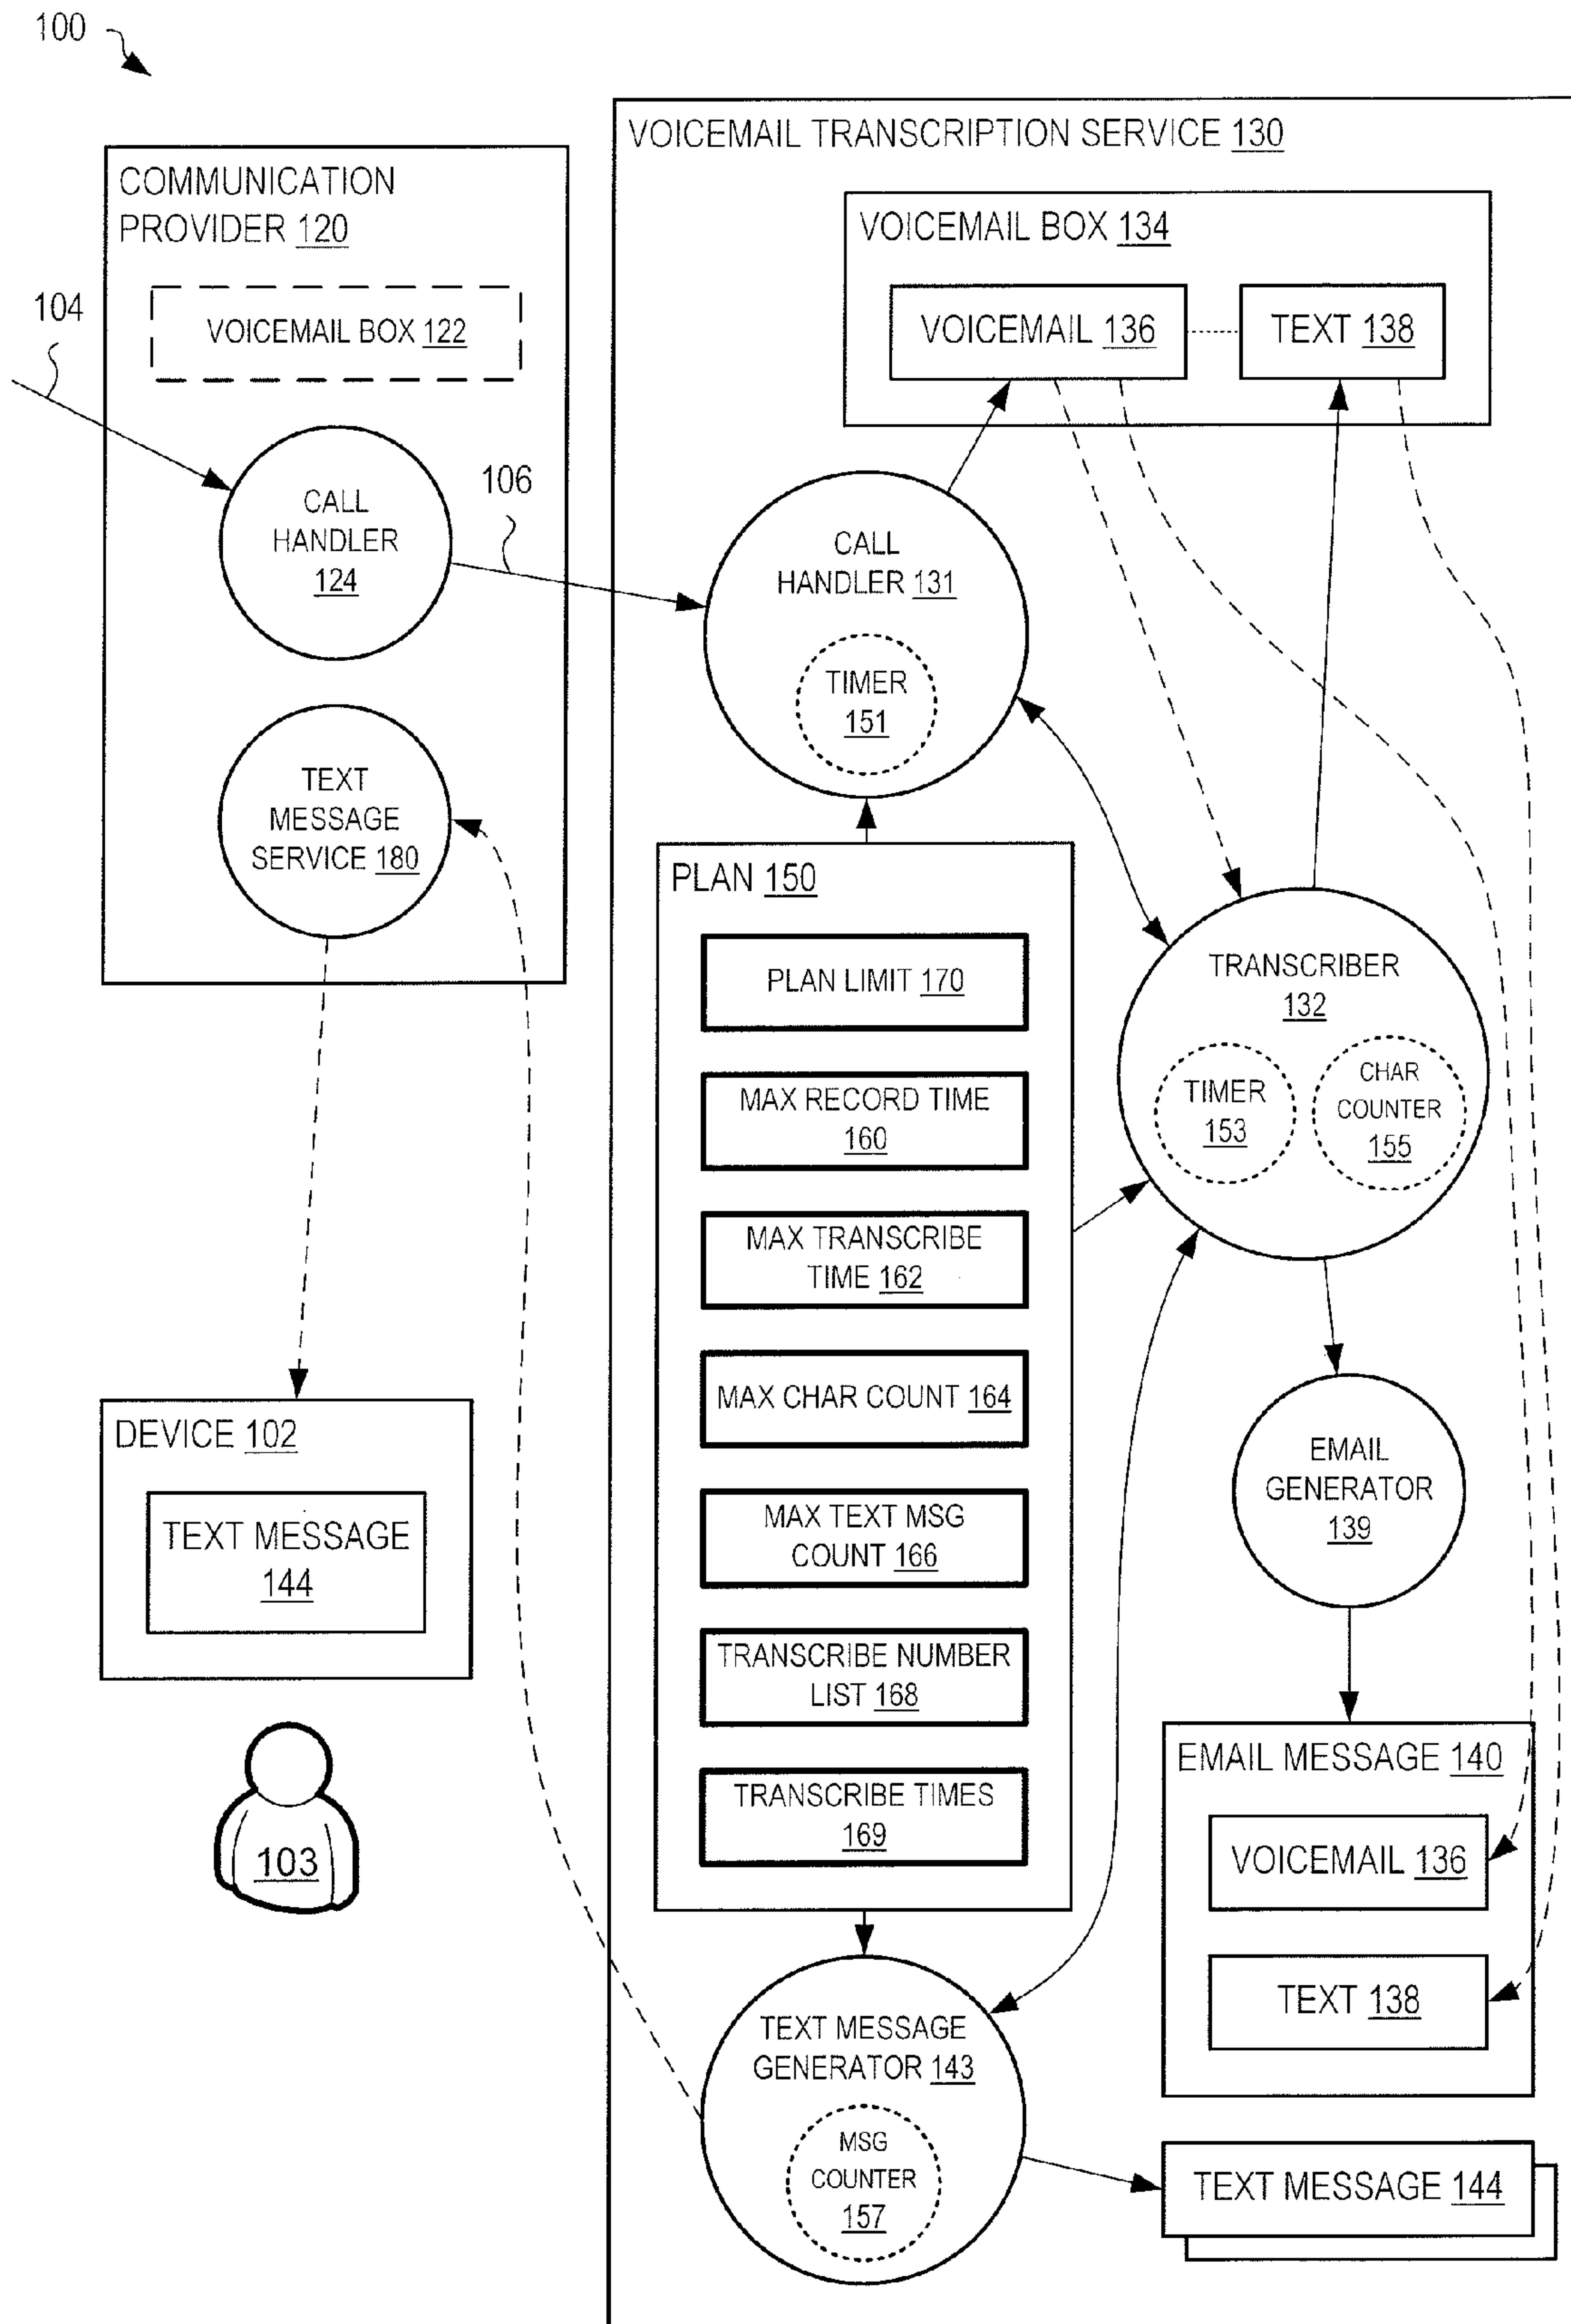 100
COMMUNICATION
PROVIDER 120
VOICEMAIL BOX 122
104
CALL
HANDLER
124
106
TEXT
MESSAGE
SERVICE 180
DEVICE 102
TEXT MESSAGE
144
103
VOICEMAIL TRANSCRIPTION SERVICE 130
VOICEMAIL BOX 134
VOICEMAIL 136
TEXT 138
CALL
HANDLER 131
TIMER
151
PLAN 150
PLAN LIMIT 170
MAX RECORD TIME
160
MAX TRANSCRIBE
TIME 162
MAX CHAR COUNT 164
MAX TEXT MSG
COUNT 166
TRANSCRIBE NUMBER
LIST 168
TRANSCRIBE TIMES
169
TRANSCRIBER
132
TIMER
153
CHAR
COUNTER
155
EMAIL
GENERATOR
139
EMAIL MESSAGE 140
VOICEMAIL 136
TEXT 138
TEXT MESSAGE
GENERATOR 143
MSG
COUNTER
157
TEXT MESSAGE 144